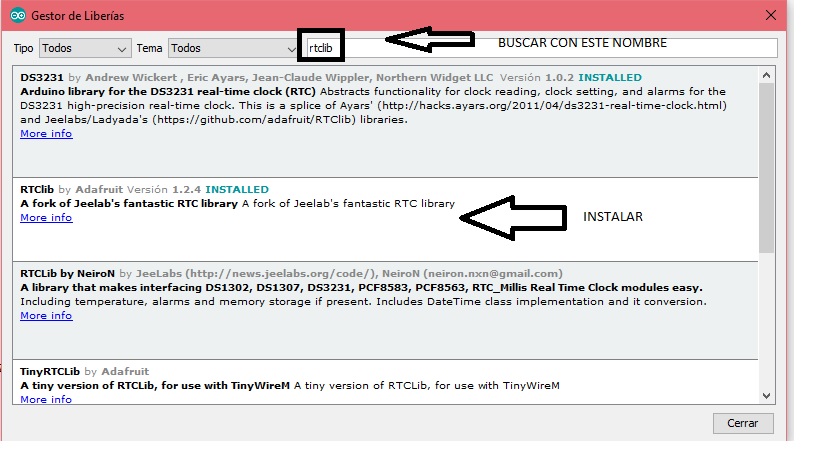 Gestor de Liberías
Tipo Todos Tema Todos rtclib BUSCAR CON ESTE NOMBRE
DS3231 by Andrew Wickert , Eric Ayars, Jean-Claude Wippler, Northern Widget LLC Versión 1.0.2 INSTALLED
Arduino library for the DS3231 real-time clock (RTC) Abstracts functionality for clock reading, clock setting, and alarms for the
DS3231 high-precision real-time clock. This is a splice of Ayars' (http://hacks.ayars.org/2011/04/ds3231-real-time-clock.html)
and Jeelabs/Ladyada's (https://github.com/adafruit/RTClib) libraries.
More info
RTClib by Adafruit Versión 1.2.4 INSTALLED
A fork of Jeelab's fantastic RTC library A fork of Jeelab's fantastic RTC library
More info
INSTALAR
RTCLib by NeiroN by JeeLabs (http://news.jeelabs.org/code/), NeiroN (neiron.nxn@gmail.com)
A library that makes interfacing DS1302, DS1307, DS3231, PCF8583, PCF8563, RTC_Millis Real Time Clock modules easy.
Including temperature, alarms and memory storage if present. Includes DateTime class implementation and it conversion.
More info
TinyRTCLib by Adafruit
A tiny version of RTCLib, for use with TinyWireM A tiny version of RTCLib, for use with TinyWireM
More info
Cerrar